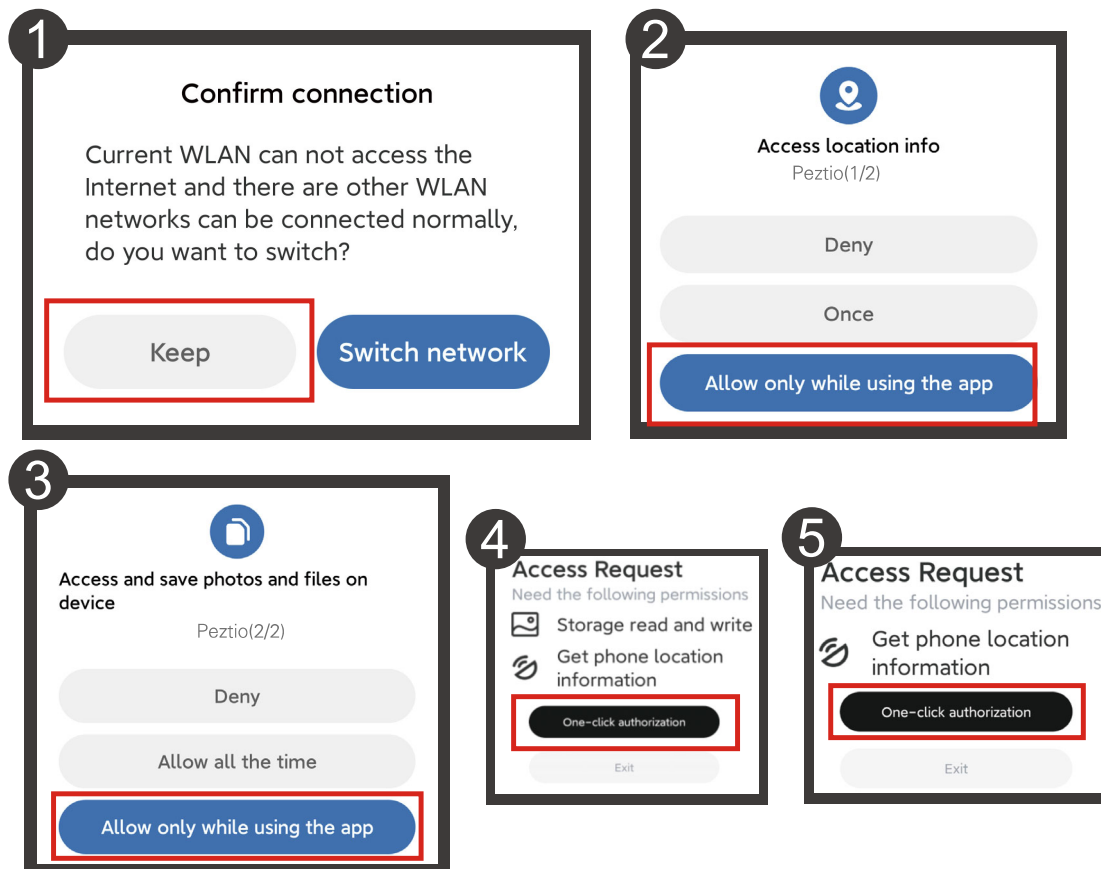 1
Confirm connection
Current WLAN can not access the
Internet and there are other WLAN
networks can be connected normally,
do you want to switch?
Keep
Switch network
2
Access location info
Peztio(1/2)
Deny
Once
Allow only while using the app
3
Access and save photos and files on
device
Peztio(2/2)
Deny
Allow all the time
Allow only while using the app
4
Access Request
Need the following permissions
Storage read and write
Get phone location
information
One-click authorization
Exit
5
Access Request
Need the following permissions
Get phone location
information
One-click authorization
Exit